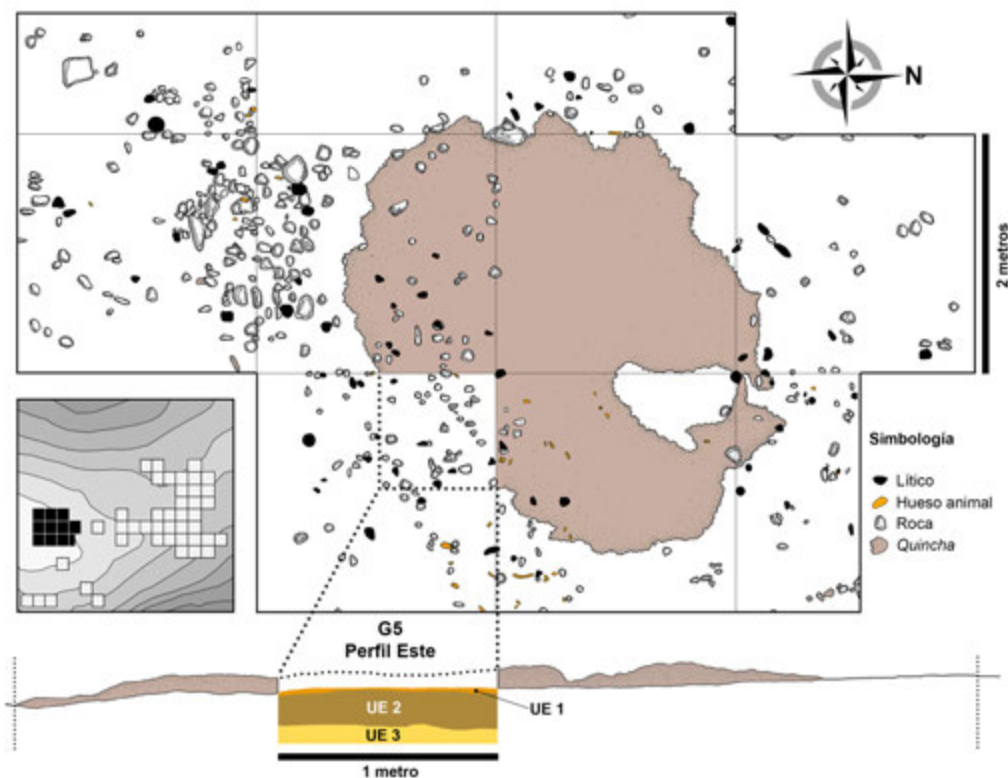 N
2 metros
Simbología
Lítico
Hueso animal
Roca
Quincha
G5
Perfil Este
UE 1
UE 2
UE 3
1 metro